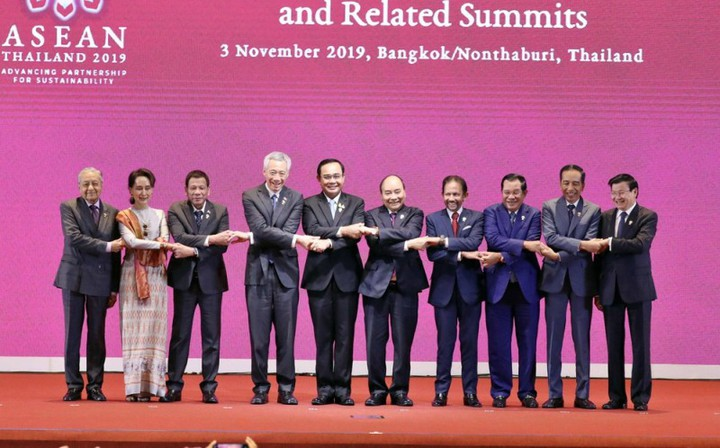 ASEAN
THAILAND 2019
ADVANCING PARTNERSHIP
FOR SUSTAINABILITY
and Related Summits
3 November 2019, Bangkok/Nonthaburi, Thailand